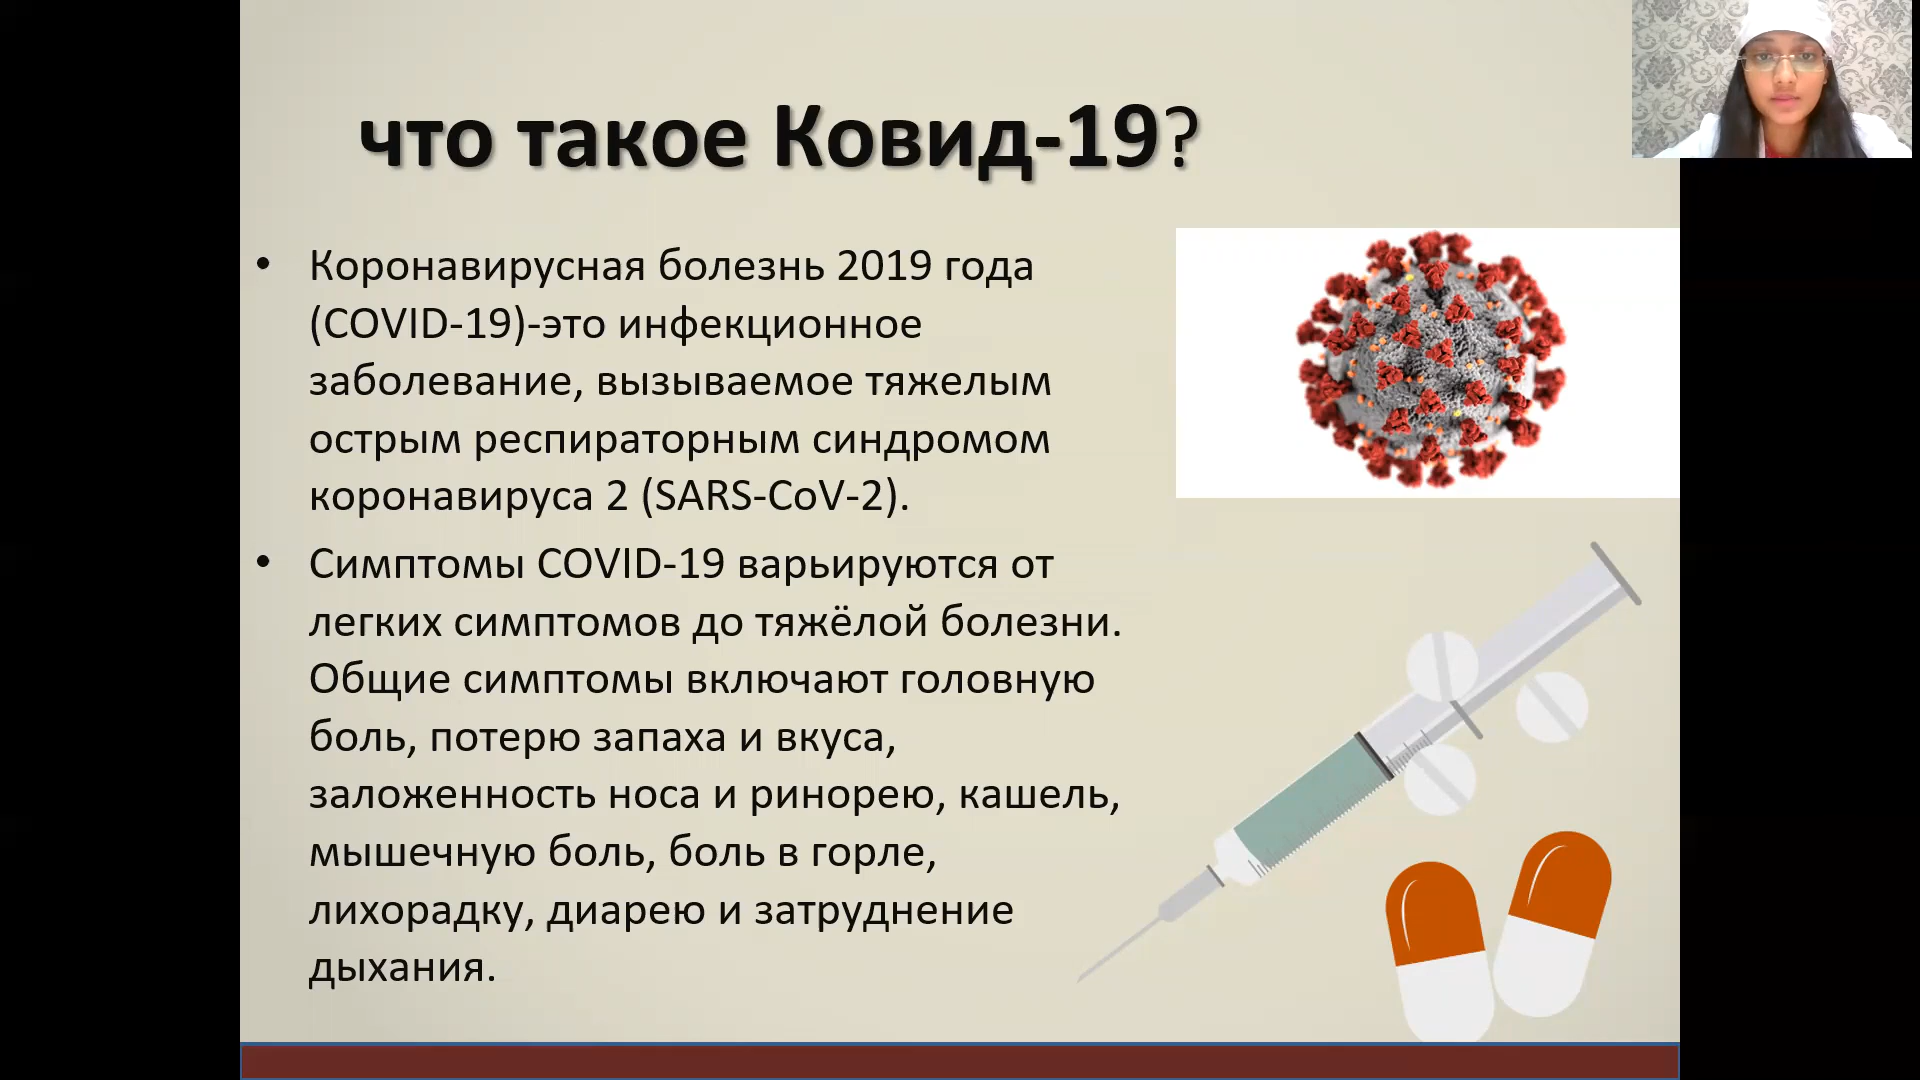 что такое Ковид-19?
• Коронавирусная болезнь 2019 года
(COVID-19)-это инфекционное
заболевание, вызываемое тяжелым
острым респираторным синдромом
коронавируса 2 (SARS-CoV-2).
• Симптомы COVID-19 варьируются от
легких симптомов до тяжёлой болезни.
Общие симптомы включают головную
боль, потерю запаха и вкуса,
заложенность носа и ринорею, кашель,
мышечную боль, боль в горле,
лихорадку, диарею и затруднение
дыхания.